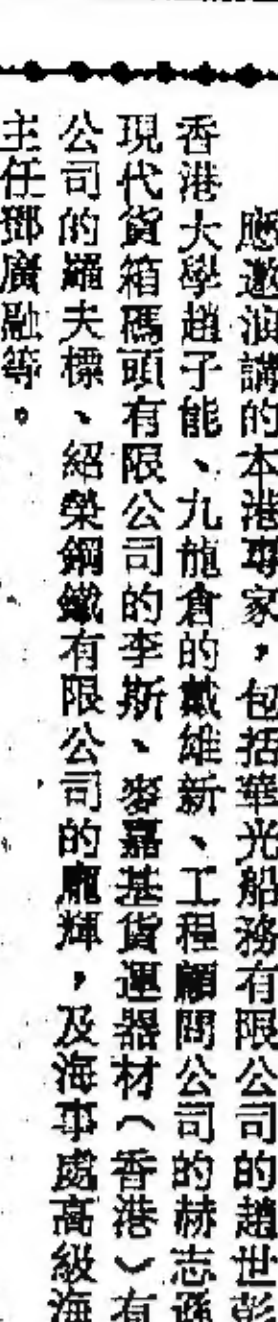 應邀演講的本港專家，包括華光船務有限公司的趙世彭
香港大學趙子能、九龍倉的戴雄新、工程顧問公司的赫志遜
現代貨箱碼頭有限公司的李斯、麥嘉基貨運器材（香港）有
公司的羅夫標、紹榮鋼鐵有限公司的龐輝，及海事處高級海
主任鄧廣融等。